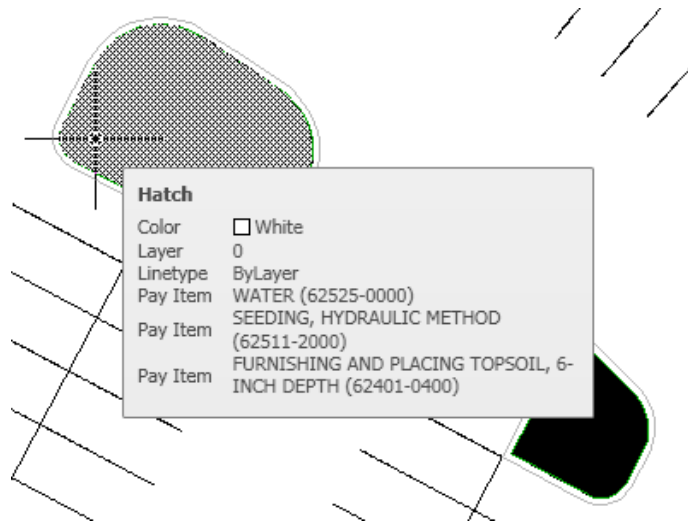 Hatch
Color White
Layer 0
Linetype ByLayer
Pay Item WATER (62525-0000)
Pay Item SEEDING, HYDRAULIC METHOD
(62511-2000)
Pay Item FURNISHING AND PLACING TOPSOIL, 6-
INCH DEPTH (62401-0400)